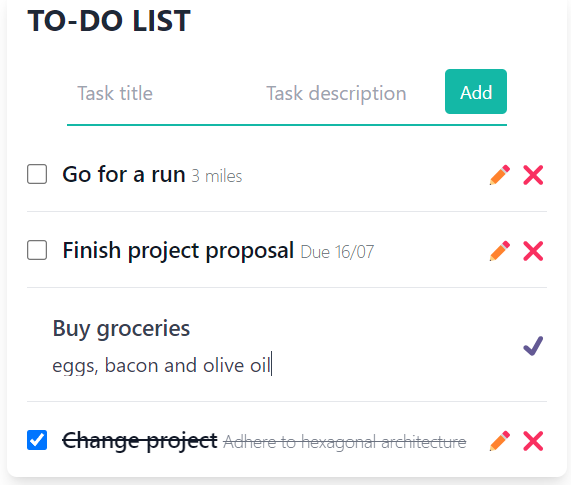 TO-DO LIST
Task title Task description Add
Go for a run 3 miles
Finish project proposal Due 16/07
Buy groceries
eggs, bacon and olive oil
Change project Adhere to hexagonal architecture